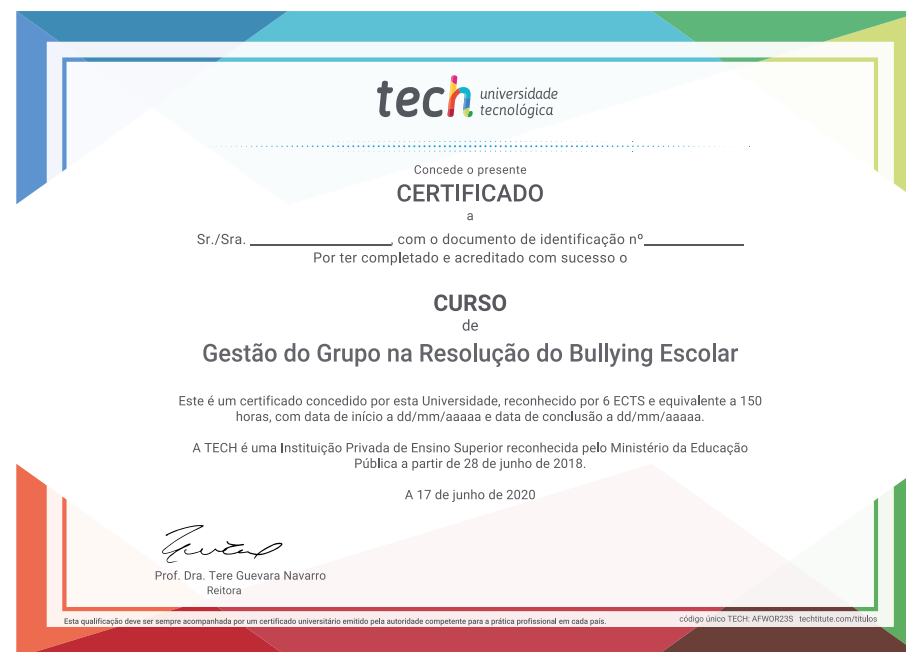 tech universidade
tecnológica
Concede o presente
CERTIFICADO
a
Sr./Sra. ____________________, com o documento de identificação nº______________
Por ter completado e acreditado com sucesso o
CURSO
de
Gestão do Grupo na Resolução do Bullying Escolar
Este é um certificado concedido por esta Universidade, reconhecido por 6 ECTS e equivalente a 150
horas, com data de início a dd/mm/aaaaa e data de conclusão a dd/mm/aaaaa.
A TECH é uma Instituição Privada de Ensino Superior reconhecida pelo Ministério da Educação
Pública a partir de 28 de junho de 2018.
A 17 de junho de 2020
Prof. Dra. Tere Guevara Navarro
Reitora
Esta qualificação deve ser sempre acompanhada por um certificado universitário emitido pela autoridade competente para a prática profissional em cada país.
código único TECH: AFWOR23S techtitute.com/titulos